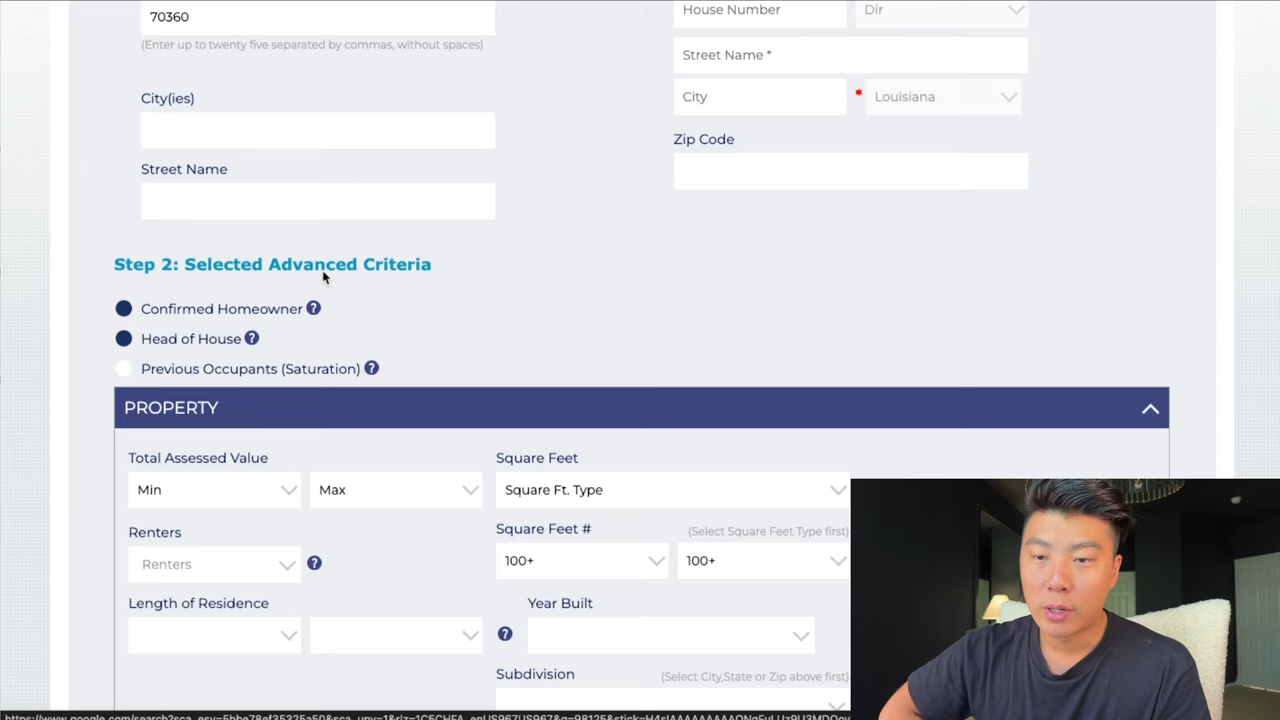 70360
(Enter up to twenty five separated by commas, without spaces)
City(ies)
Street Name
House Number
Dir
Street Name *
City
* Louisiana
Zip Code
Step 2: Selected Advanced Criteria
Confirmed Homeowner ?
Head of House ?
Previous Occupants (Saturation) ?
PROPERTY
Total Assessed Value
Min
Max
Renters
Renters
?
Length of Residence
?
Square Feet
Square Ft. Type
Square Feet #
(Select Square Feet Type first)
100+
100+
Year Built
Subdivision
(Select City,State or Zip above first)